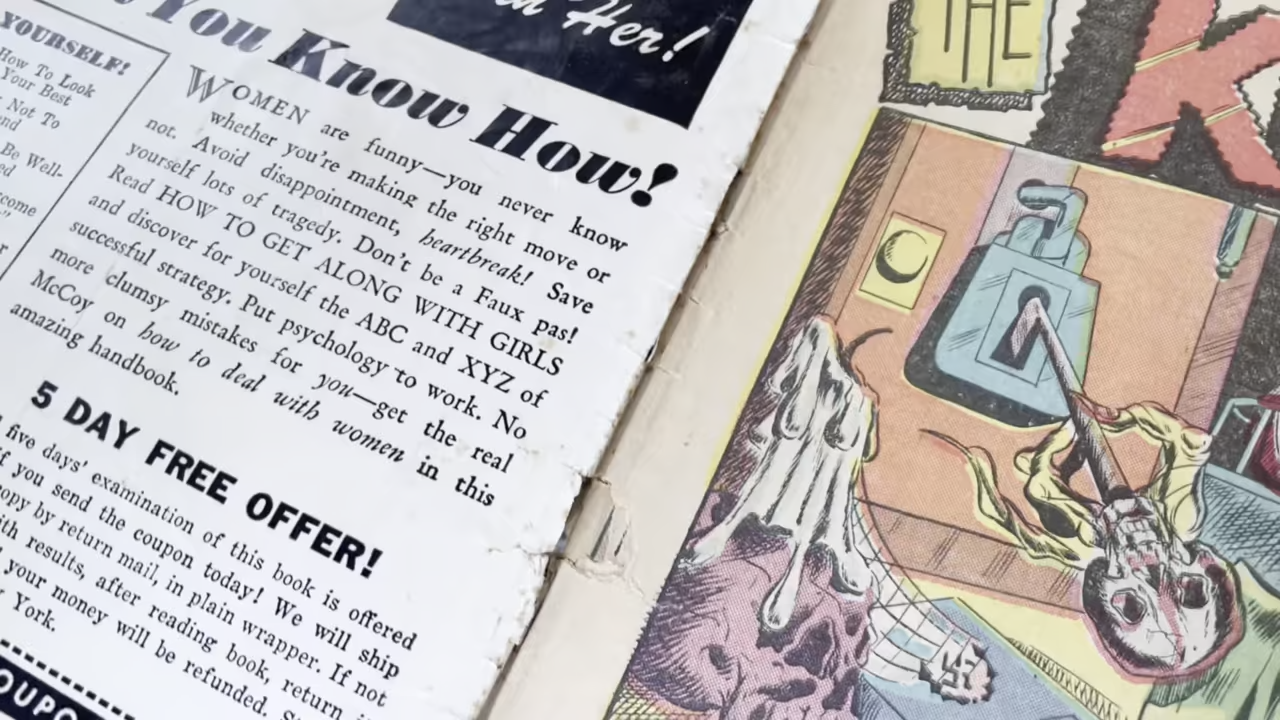 Her!
You Know How!
YOURSELF!
How To Look
Your Best
Not To
Be Well-
WOMEN are funny—you never know
whether you're making the right move or
not. Avoid disappointment, heartbreak! Save
yourself lots of tragedy. Don't be a Faux pas!
Read HOW TO GET ALONG WITH GIRLS
and discover for yourself the ABC and XYZ of
successful strategy. Put psychology to work. No
more clumsy mistakes for you—get the real
McCoy on how to deal with women in this
amazing handbook.
5 DAY FREE OFFER!
five days' examination of this book is offered
if you send the coupon today! We will ship
copy by return mail, in plain wrapper. If not
with results, after reading book, return
your money will be refunded.
York.
THE
K